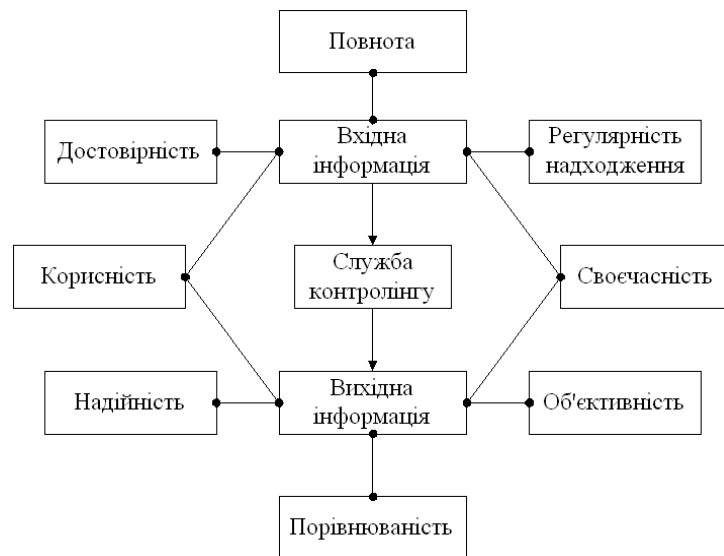 Повнота
Достовірність
Вхідна
інформація
Регулярність
надходження
Корисність
Служба
контролінгу
Своєчасність
Надійність
Вихідна
інформація
Об'єктивність
Порівнюваність